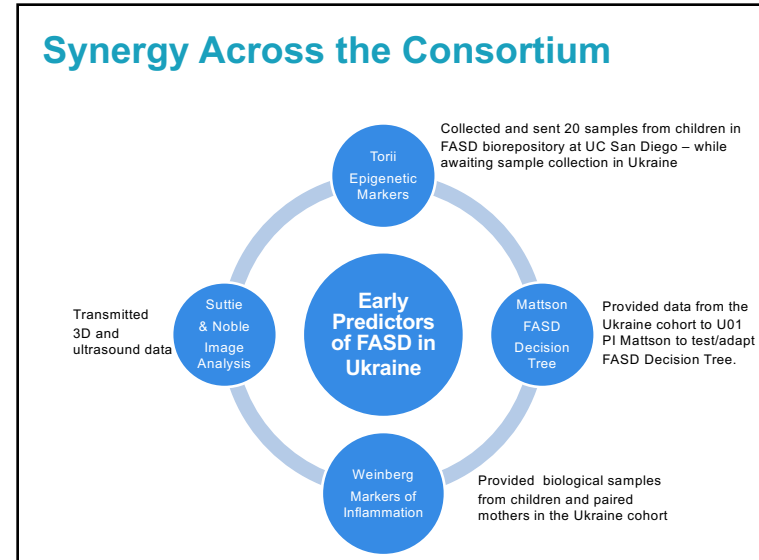 Synergy Across the Consortium
Torii
Epigenetic
Markers
Collected and sent 20 samples from children in
FASD biorepository at UC San Diego – while
awaiting sample collection in Ukraine
Transmitted
3D and
ultrasound data
Suttie
& Noble
Image
Analysis
Early
Predictors
of FASD in
Ukraine
Mattson
FASD
Decision
Tree
Provided data from the
Ukraine cohort to U01
PI Mattson to test/adapt
FASD Decision Tree.
Weinberg
Markers of
Inflammation
Provided biological samples
from children and paired
mothers in the Ukraine cohort